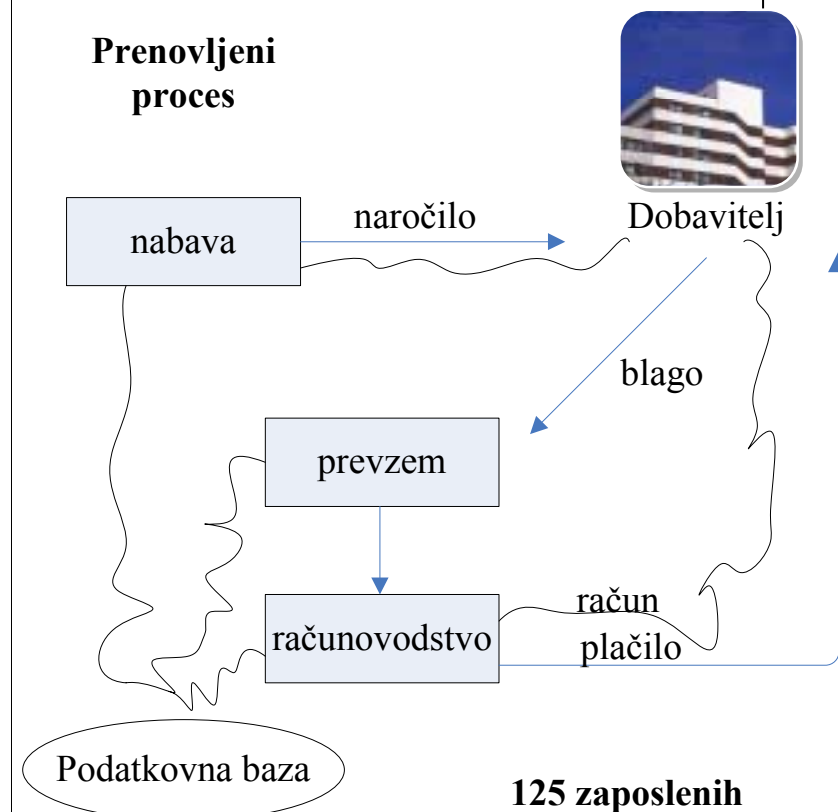 Prenovljeni
proces
nabava
naročilo
Dobavitelj
blago
prevzem
računovodstvo
račun
plačilo
Podatkovna baza
125 zaposlenih